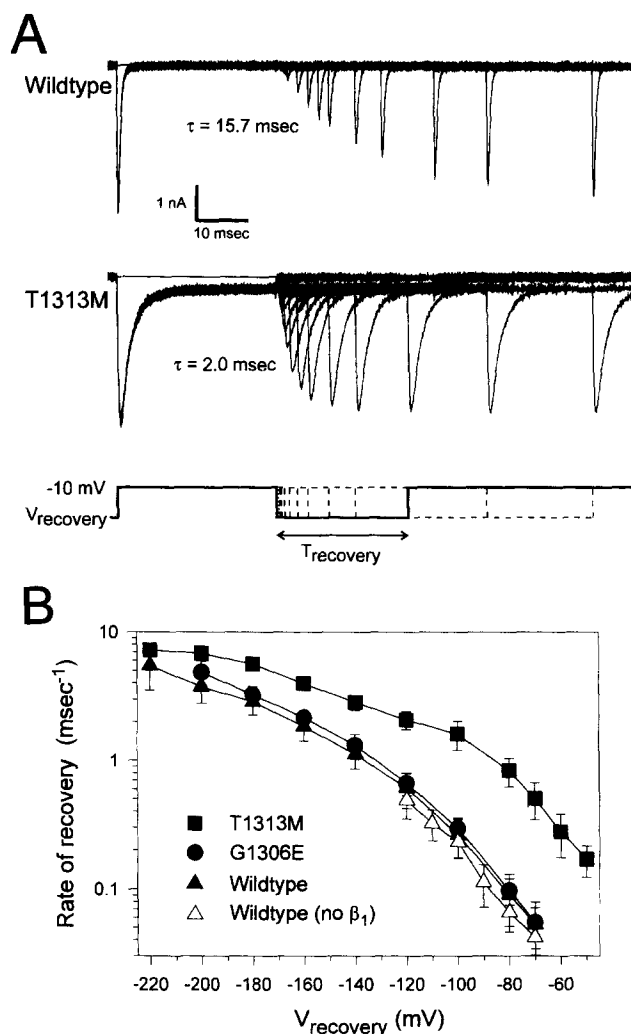 A
Wildtype
τ = 15.7 msec
1 nA
10 msec
T1313M
τ = 2.0 msec
-10 mV
Vrecovery
Trecovery
B
Rate of recovery (msec-1)
10
1
0.1
T1313M
G1306E
Wildtype
Wildtype (no β1)
-220 -200 -180 -160 -140 -120 -100 -80 -60
Vrecovery (mV)